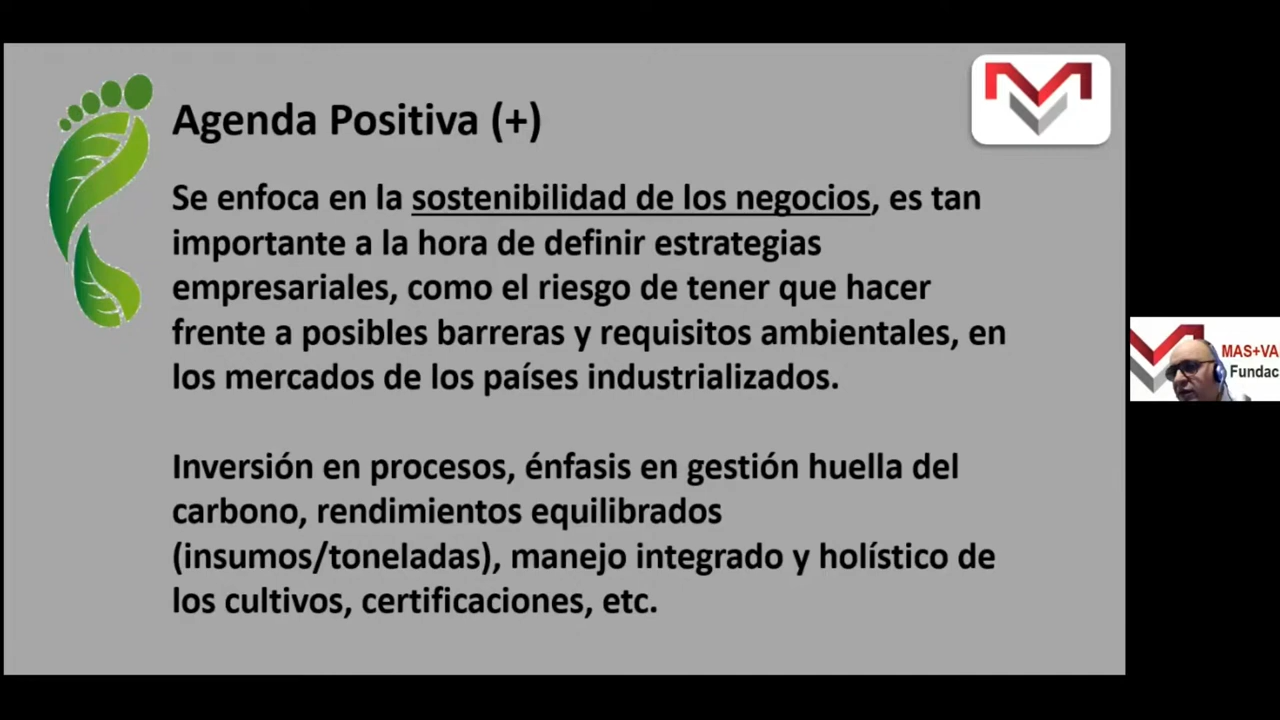 Agenda Positiva (+)
Se enfoca en la sostenibilidad de los negocios, es tan
importante a la hora de definir estrategias
empresariales, como el riesgo de tener que hacer
frente a posibles barreras y requisitos ambientales, en
los mercados de los países industrializados.
Inversión en procesos, énfasis en gestión huella del
carbono, rendimientos equilibrados
(insumos/toneladas), manejo integrado y holístico de
los cultivos, certificaciones, etc.
MAS+VA
Fundac